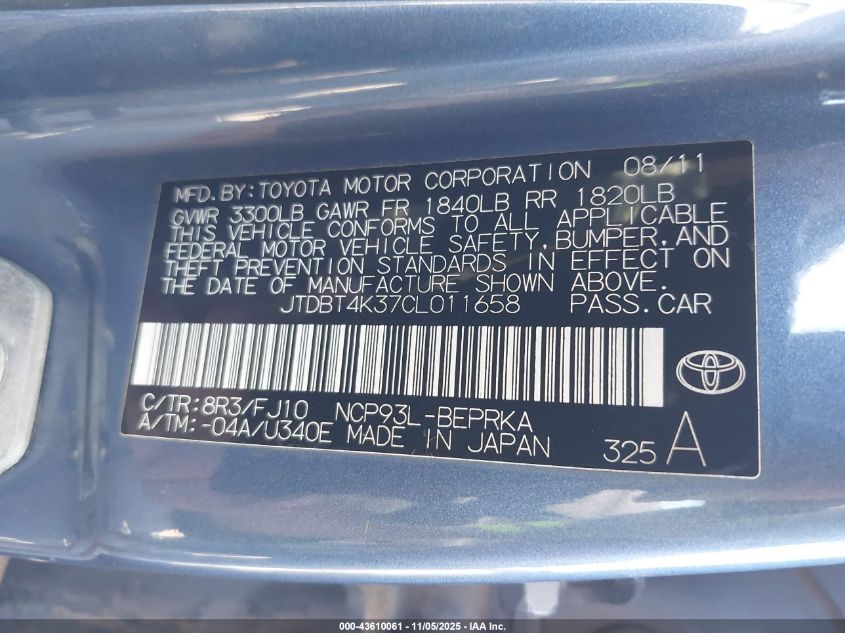 MFD. BY: TOYOTA MOTOR CORPORATION 08/11
GVWR 3300LB GAWR FR 1840LB RR 1820LB
THIS VEHICLE CONFORMS TO ALL APPLICABLE
FEDERAL MOTOR VEHICLE SAFETY, BUMPER, AND
THEFT PREVENTION STANDARDS IN EFFECT ON
THE DATE OF MANUFACTURE SHOWN ABOVE.
JTDBT4K37CL011658 PASS.CAR
C/TR: 8R3/FJ10 NCP93L-BEPRKA
A/TM: -04A/U340E MADE IN JAPAN 325 A
000-43610061 - 11/05/2025 - IAA Inc.